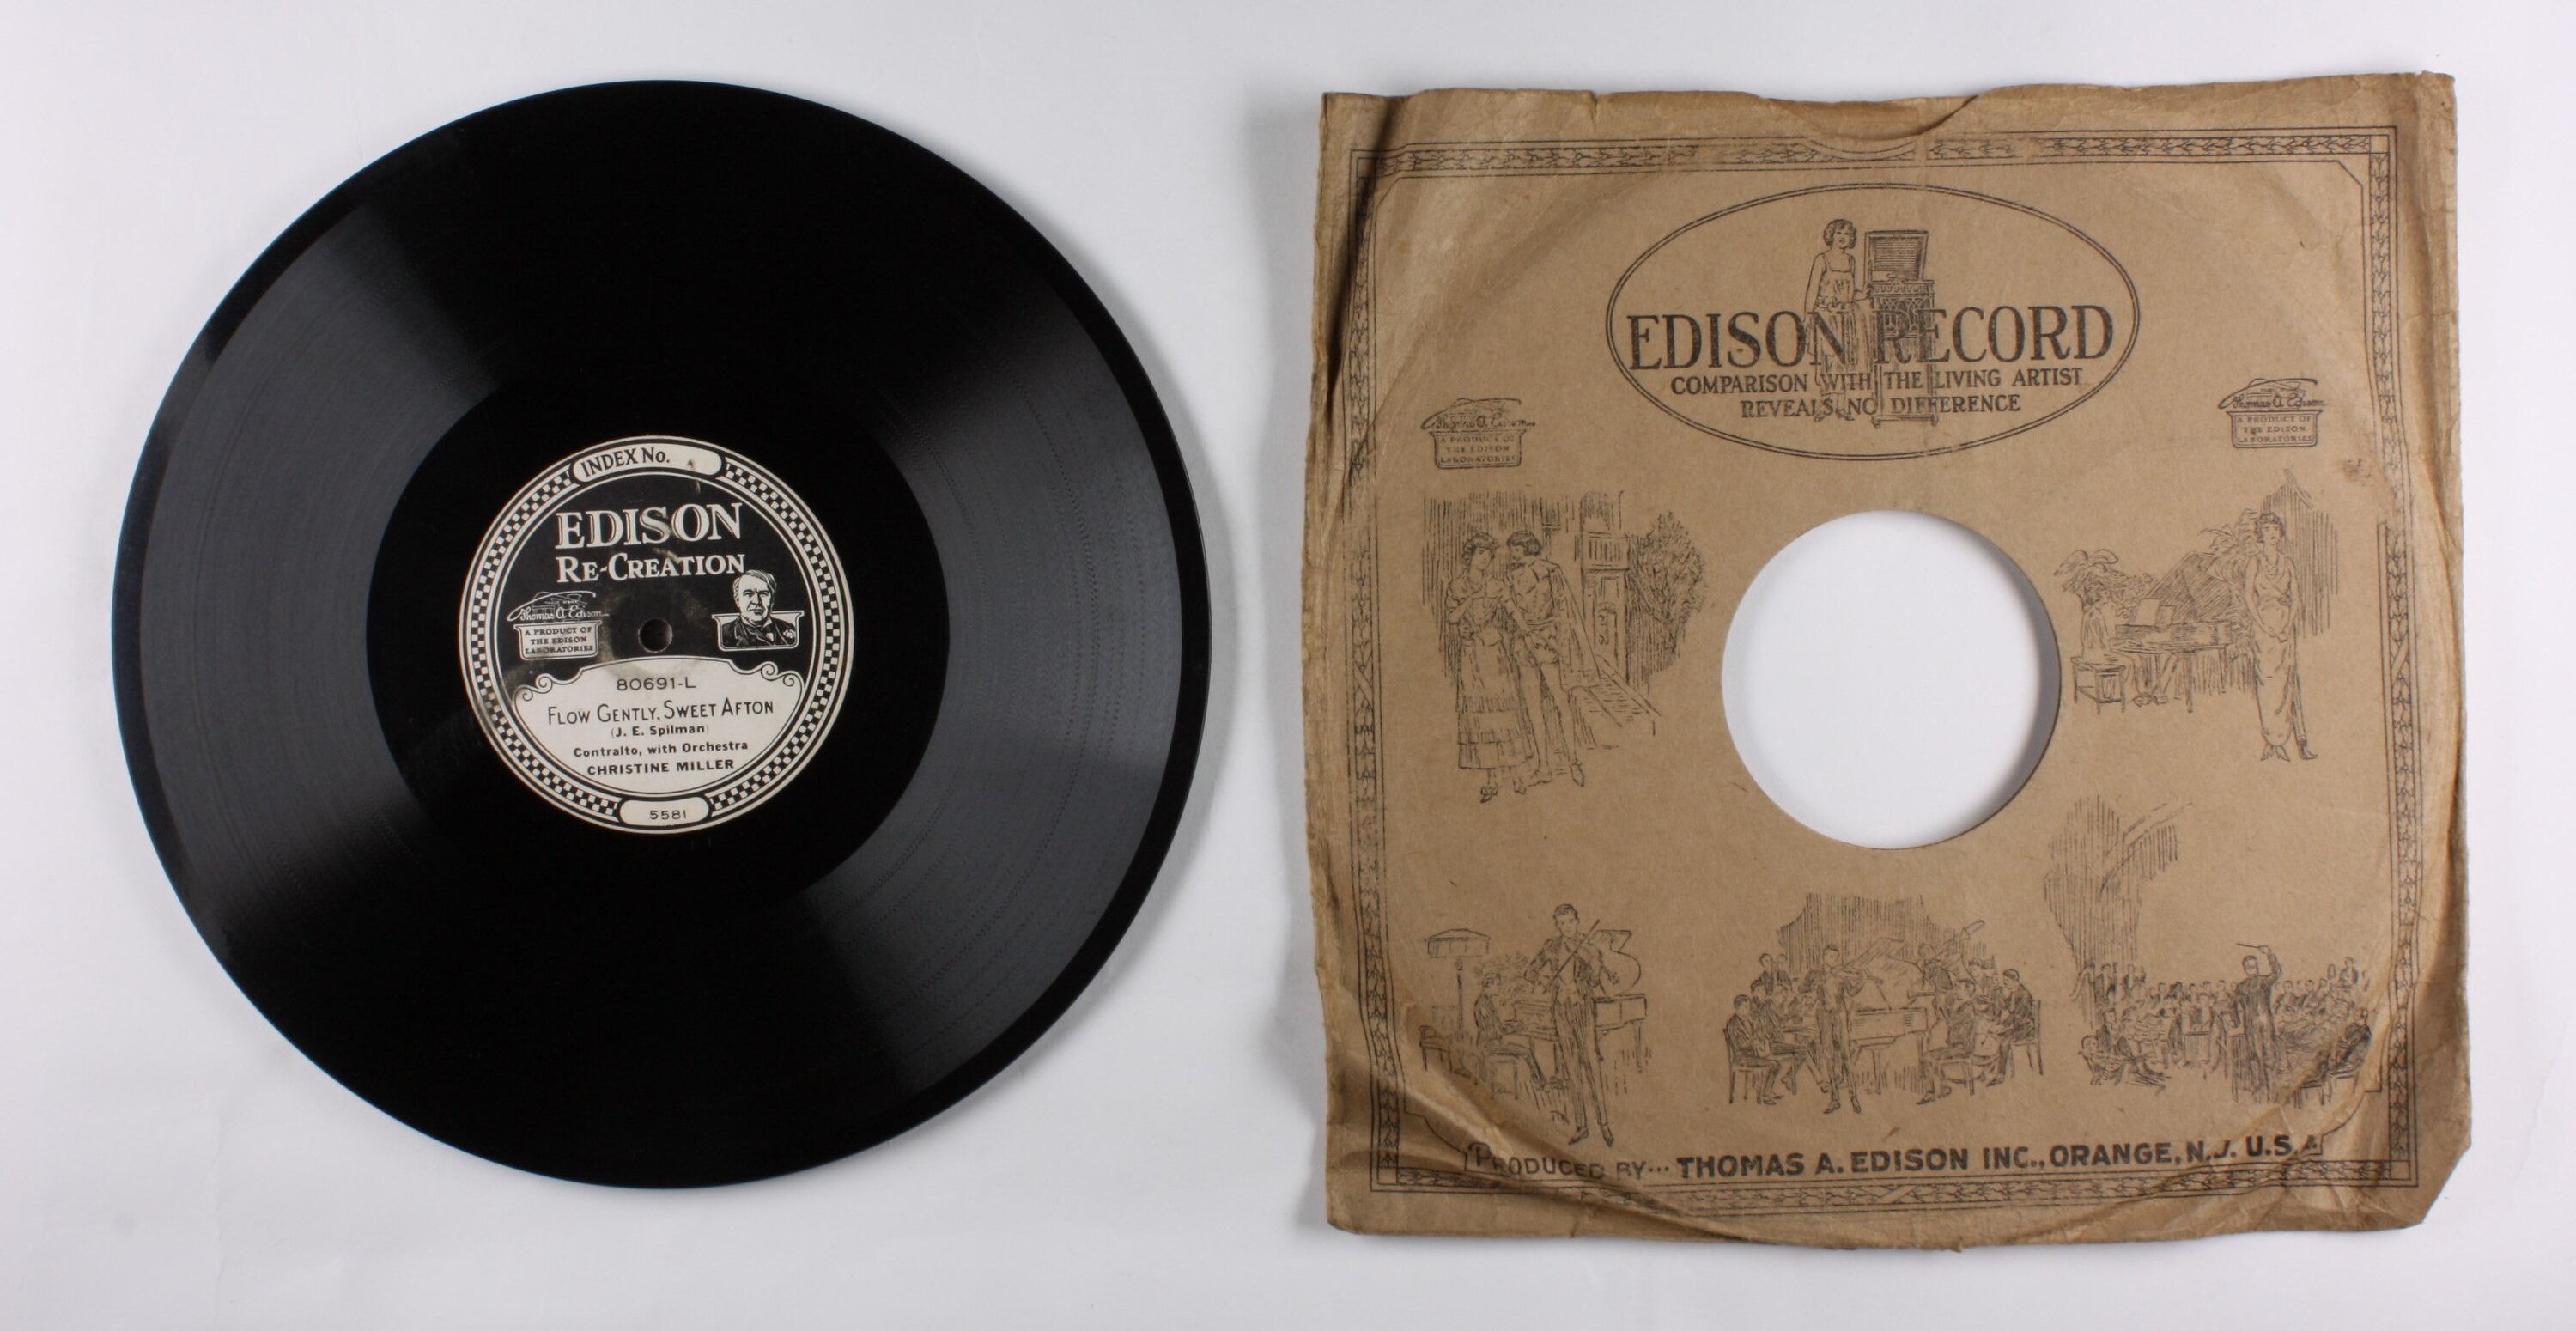 INDEX No.
EDISON
RE-CREATION
Thomas A Edison
A PRODUCT OF
THE EDISON
LABORATORIES
80691-L
FLOW GENTLY, SWEET AFTON
(J. E. Spilman)
Contralto, with Orchestra
CHRISTINE MILLER
5581
EDISON RECORD
COMPARISON WITH THE LIVING ARTIST
REVEALS NO DIFFERENCE
Thomas A. Edison
A PRODUCT OF
THE EDISON
LABORATORIES
Thomas A. Edison
A PRODUCT OF
THE EDISON
LABORATORIES
PRODUCED BY... THOMAS A. EDISON INC., ORANGE, N.J. U.S.A